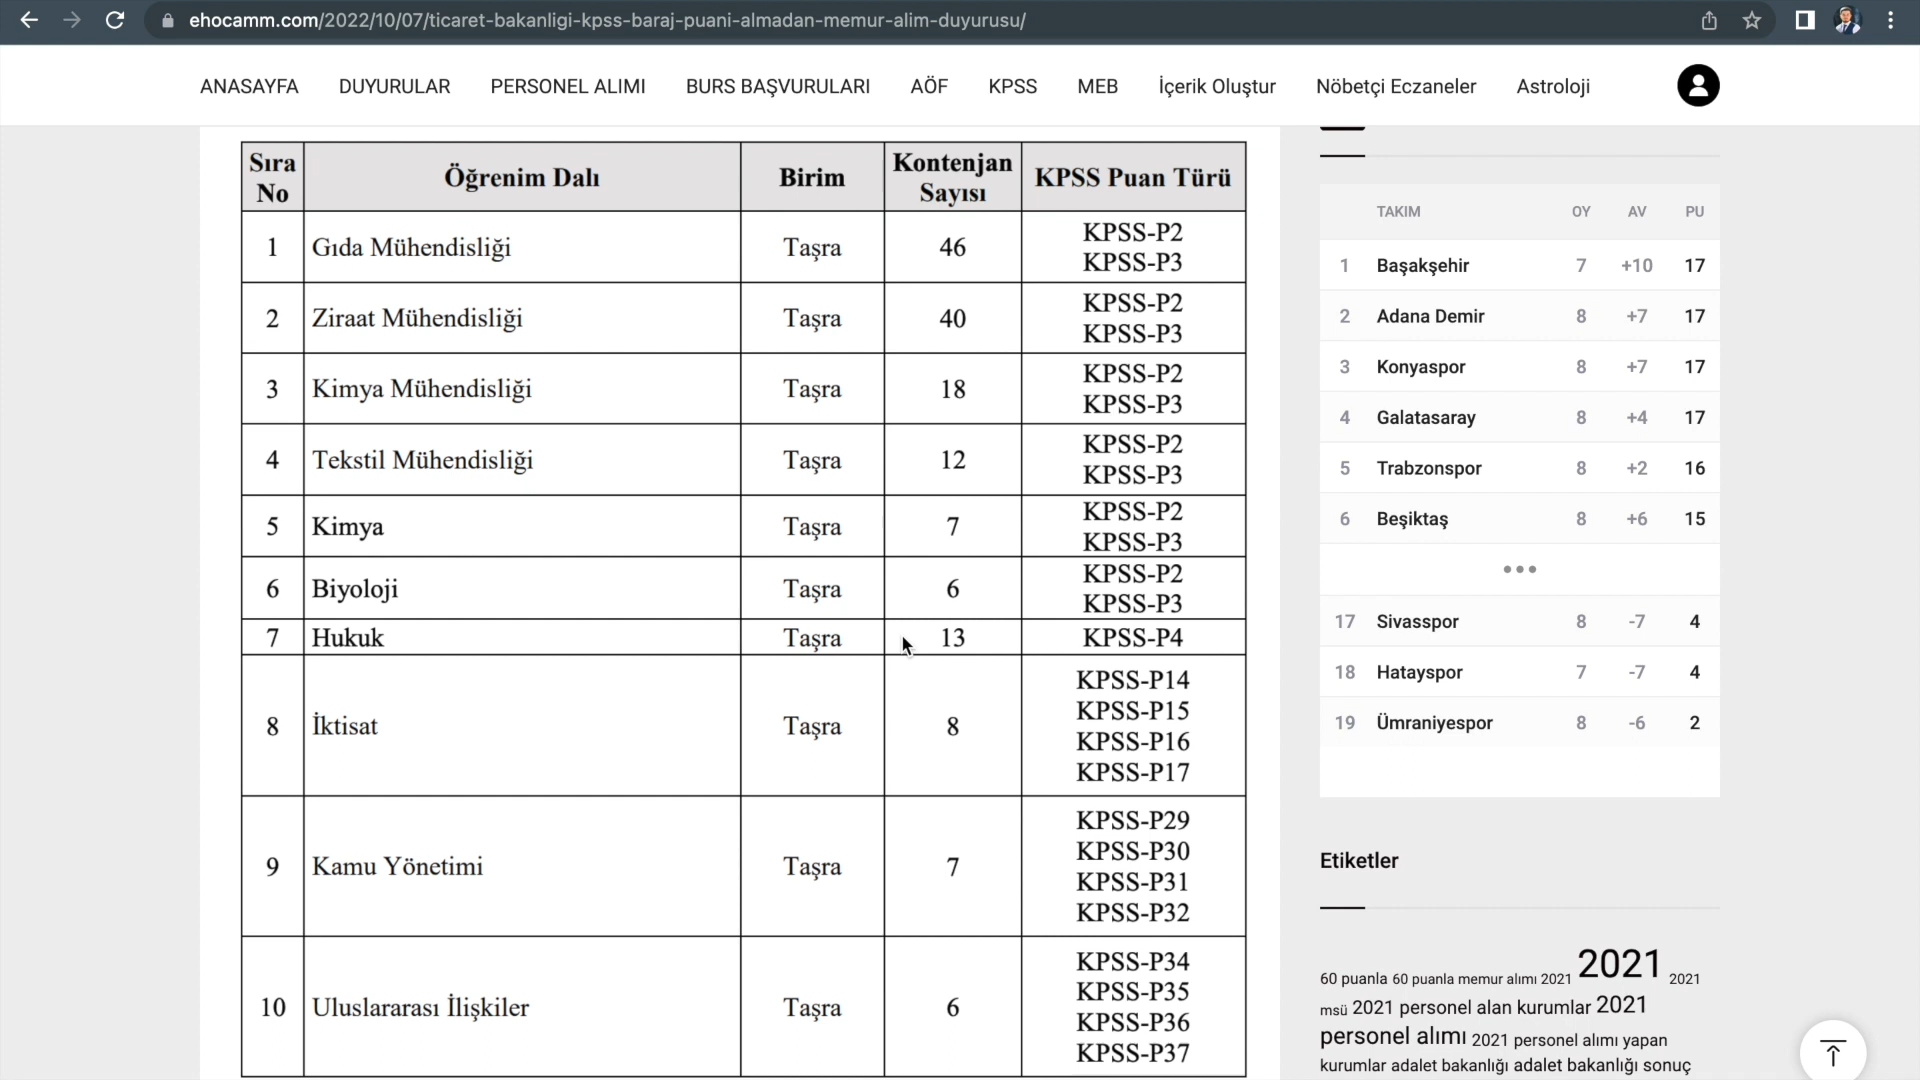 ehocamm.com/2022/10/07/ticaret-bakanligi-kpss-baraj-puani-almadan-memur-alim-duyurusu/
ANASAYFA DUYURULAR PERSONEL ALIMI BURS BAŞVURULARI AÖF KPSS MEB İçerik Oluştur Nöbetçi Eczaneler Astroloji
Sıra No Öğrenim Dalı Birim Kontenjan Sayısı KPSS Puan Türü
1 Gıda Mühendisliği Taşra 46 KPSS-P2
KPSS-P3
2 Ziraat Mühendisliği Taşra 40 KPSS-P2
KPSS-P3
3 Kimya Mühendisliği Taşra 18 KPSS-P2
KPSS-P3
4 Tekstil Mühendisliği Taşra 12 KPSS-P2
KPSS-P3
5 Kimya Taşra 7 KPSS-P2
KPSS-P3
6 Biyoloji Taşra 6 KPSS-P2
KPSS-P3
7 Hukuk Taşra 13 KPSS-P4
8 İktisat Taşra 8 KPSS-P14
KPSS-P15
KPSS-P16
KPSS-P17
9 Kamu Yönetimi Taşra 7 KPSS-P29
KPSS-P30
KPSS-P31
KPSS-P32
10 Uluslararası İlişkiler Taşra 6 KPSS-P34
KPSS-P35
KPSS-P36
KPSS-P37
TAKIM OY AV PU
1 Başakşehir 7 +10 17
2 Adana Demir 8 +7 17
3 Konyaspor 8 +7 17
4 Galatasaray 8 +4 17
5 Trabzonspor 8 +2 16
6 Beşiktaş 8 +6 15
17 Sivasspor 8 -7 4
18 Hatayspor 7 -7 4
19 Ümraniyespor 8 -6 2
Etiketler
60 puanla 60 puanla memur alımı 2021 2021 2021
msü 2021 personel alan kurumlar 2021
personel alımı 2021 personel alımı yapan
kurumlar adalet bakanlığı adalet bakanlığı sonuç